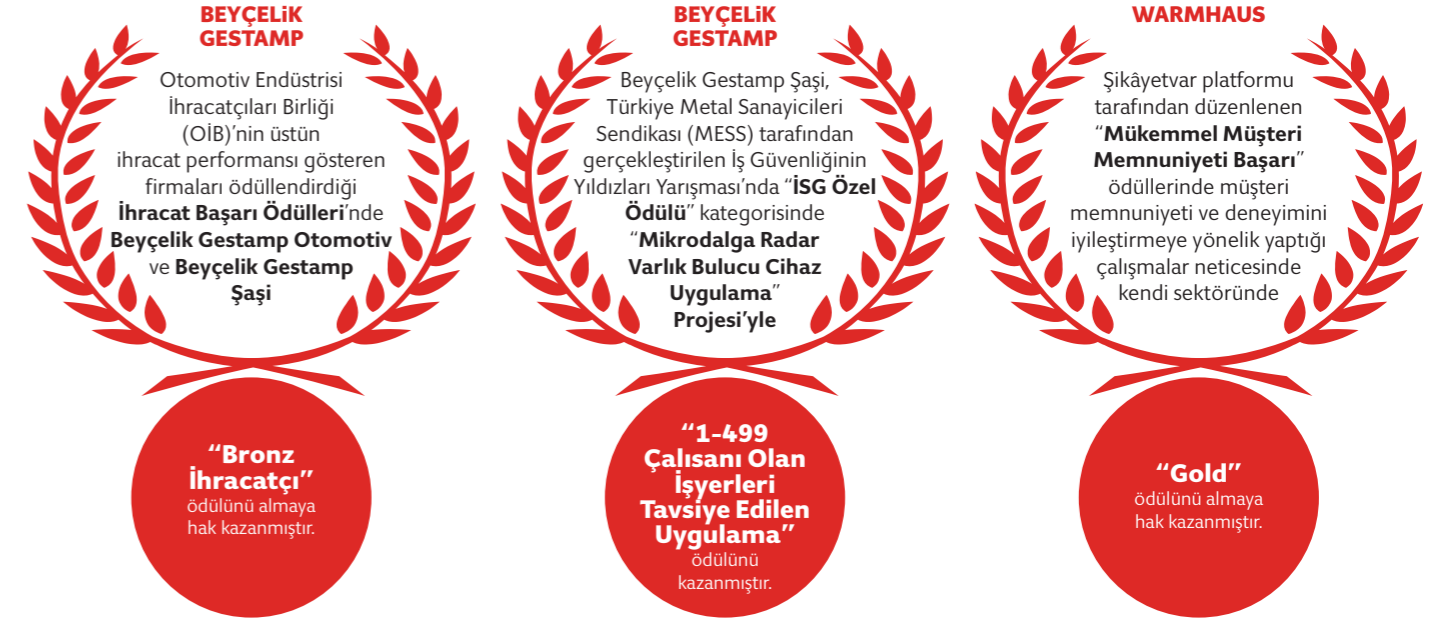 BEYÇELiK
GESTAMP
Otomotiv Endüstrisi
İhracatçıları Birliği
(OİB)’nin üstün
ihracat performansı gösteren
firmaları ödüllendirdiği
İhracat Başarı Ödülleri’nde
Beyçelik Gestamp Otomotiv
ve Beyçelik Gestamp
Şaşi
“Bronz
İhracatçı”
ödülünü almaya
hak kazanmıştır.
BEYÇELiK
GESTAMP
Beyçelik Gestamp Şaşi,
Türkiye Metal Sanayicileri
Sendikası (MESS) tarafından
gerçekleştirilen İş Güvenliğinin
Yıldızları Yarışması’nda “İSG Özel
Ödülü” kategorisinde
“Mikrodalga Radar
Varlık Bulucu Cihaz
Uygulama”
Projesi’yle
“1-499
Çalısanı Olan
İşyerleri
Tavsiye Edilen
Uygulama”
ödülünü
kazanmıştır.
WARMHAUS
Şikâyetvar platformu
tarafından düzenlenen
“Mükemmel Müşteri
Memnuniyeti Başarı”
ödüllerinde müşteri
memnuniyeti ve deneyimini
iyileştirmeye yönelik yaptığı
çalışmalar neticesinde
kendi sektöründe
“Gold”
ödülünü almaya
hak kazanmıştır.